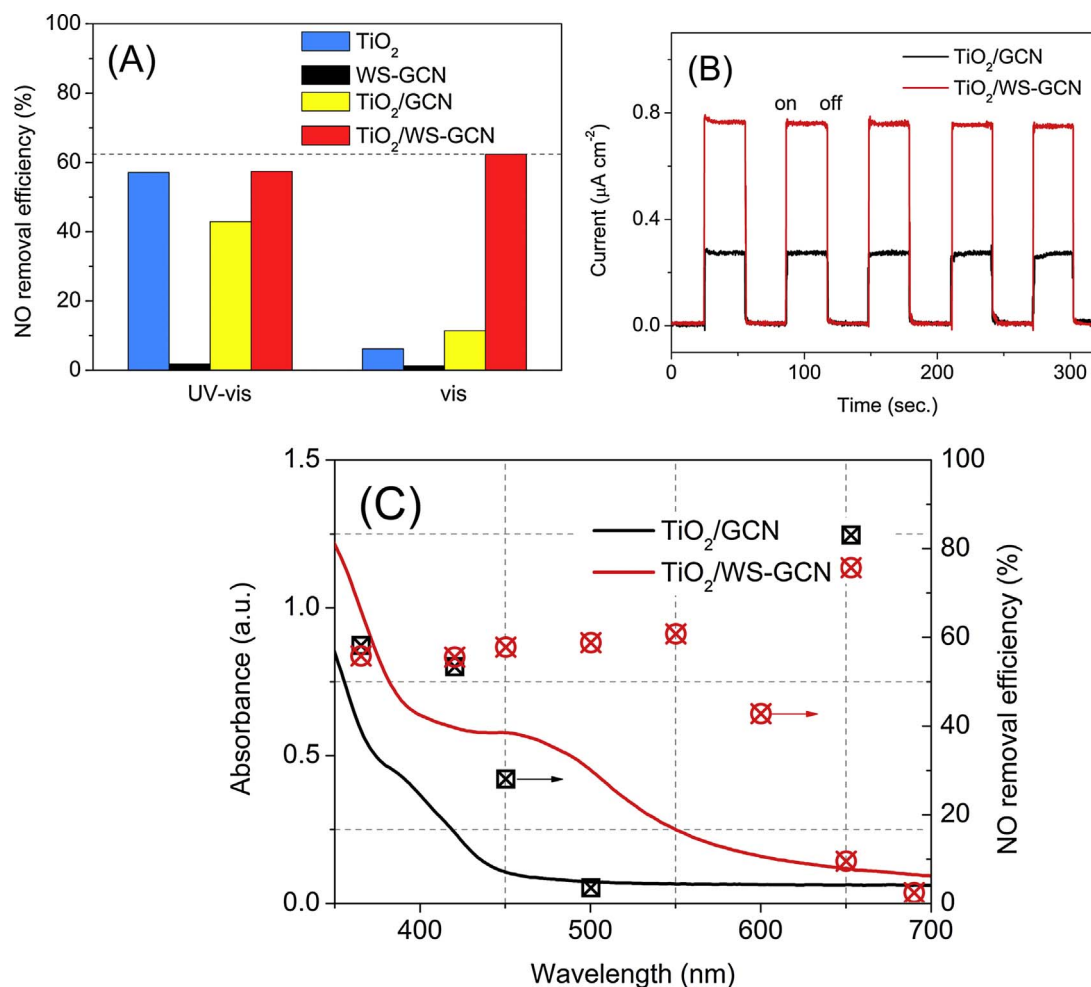 (A)
TiO₂
WS-GCN
TiO₂/GCN
TiO₂/WS-GCN
NO removal efficiency (%)
100
80
60
40
20
0
UV-vis
vis
(B)
TiO₂/GCN
TiO₂/WS-GCN
on off
Current (μA cm⁻²)
0.8
0.4
0.0
0 100 200 300
Time (sec.)
(C)
TiO₂/GCN
TiO₂/WS-GCN
Absorbance (a.u.)
1.5
1.0
0.5
0.0
NO removal efficiency (%)
100
80
60
40
20
0
400 500 600 700
Wavelength (nm)